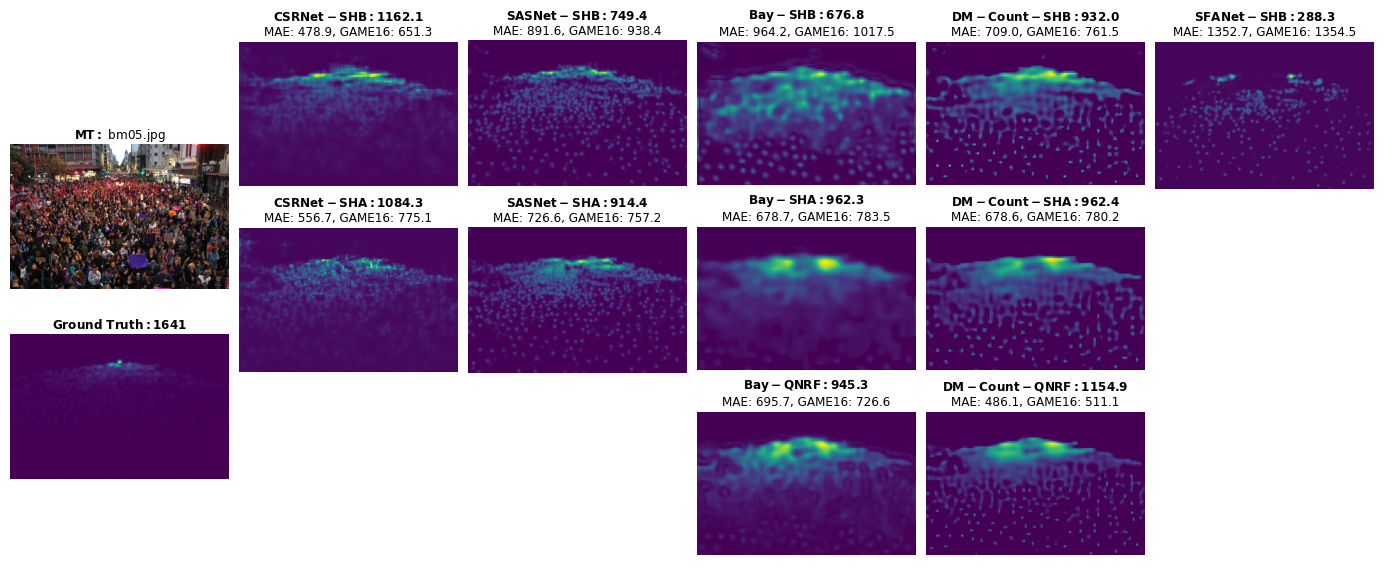 CSRNet − SHB : 1162.1
MAE: 478.9, GAME16: 651.3
SASNet − SHB : 749.4
MAE: 891.6, GAME16: 938.4
Bay − SHB : 676.8
MAE: 964.2, GAME16: 1017.5
DM − Count − SHB : 932.0
MAE: 709.0, GAME16: 761.5
SFANet − SHB : 288.3
MAE: 1352.7, GAME16: 1354.5
MT : bm05.jpg
CSRNet − SHA : 1084.3
MAE: 556.7, GAME16: 775.1
SASNet − SHA : 914.4
MAE: 726.6, GAME16: 757.2
Bay − SHA : 962.3
MAE: 678.7, GAME16: 783.5
DM − Count − SHA : 962.4
MAE: 678.6, GAME16: 780.2
Ground Truth : 1641
Bay − QNRF : 945.3
MAE: 695.7, GAME16: 726.6
DM − Count − QNRF : 1154.9
MAE: 486.1, GAME16: 511.1